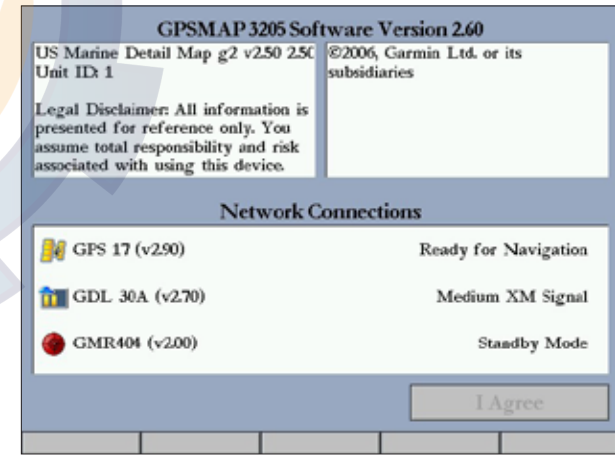 GPSMAP 3205 Software Version 2.60
US Marine Detail Map g2 v2.50 2.50
Unit ID: 1
Legal Disclaimer: All information is
presented for reference only. You
assume total responsibility and risk
associated with using this device.
©2006, Garmin Ltd. or its
subsidiaries
Network Connections
GPS 17 (v2.90) Ready for Navigation
GDL 30A (v2.70) Medium XM Signal
GMR404 (v2.00) Standby Mode
I Agree